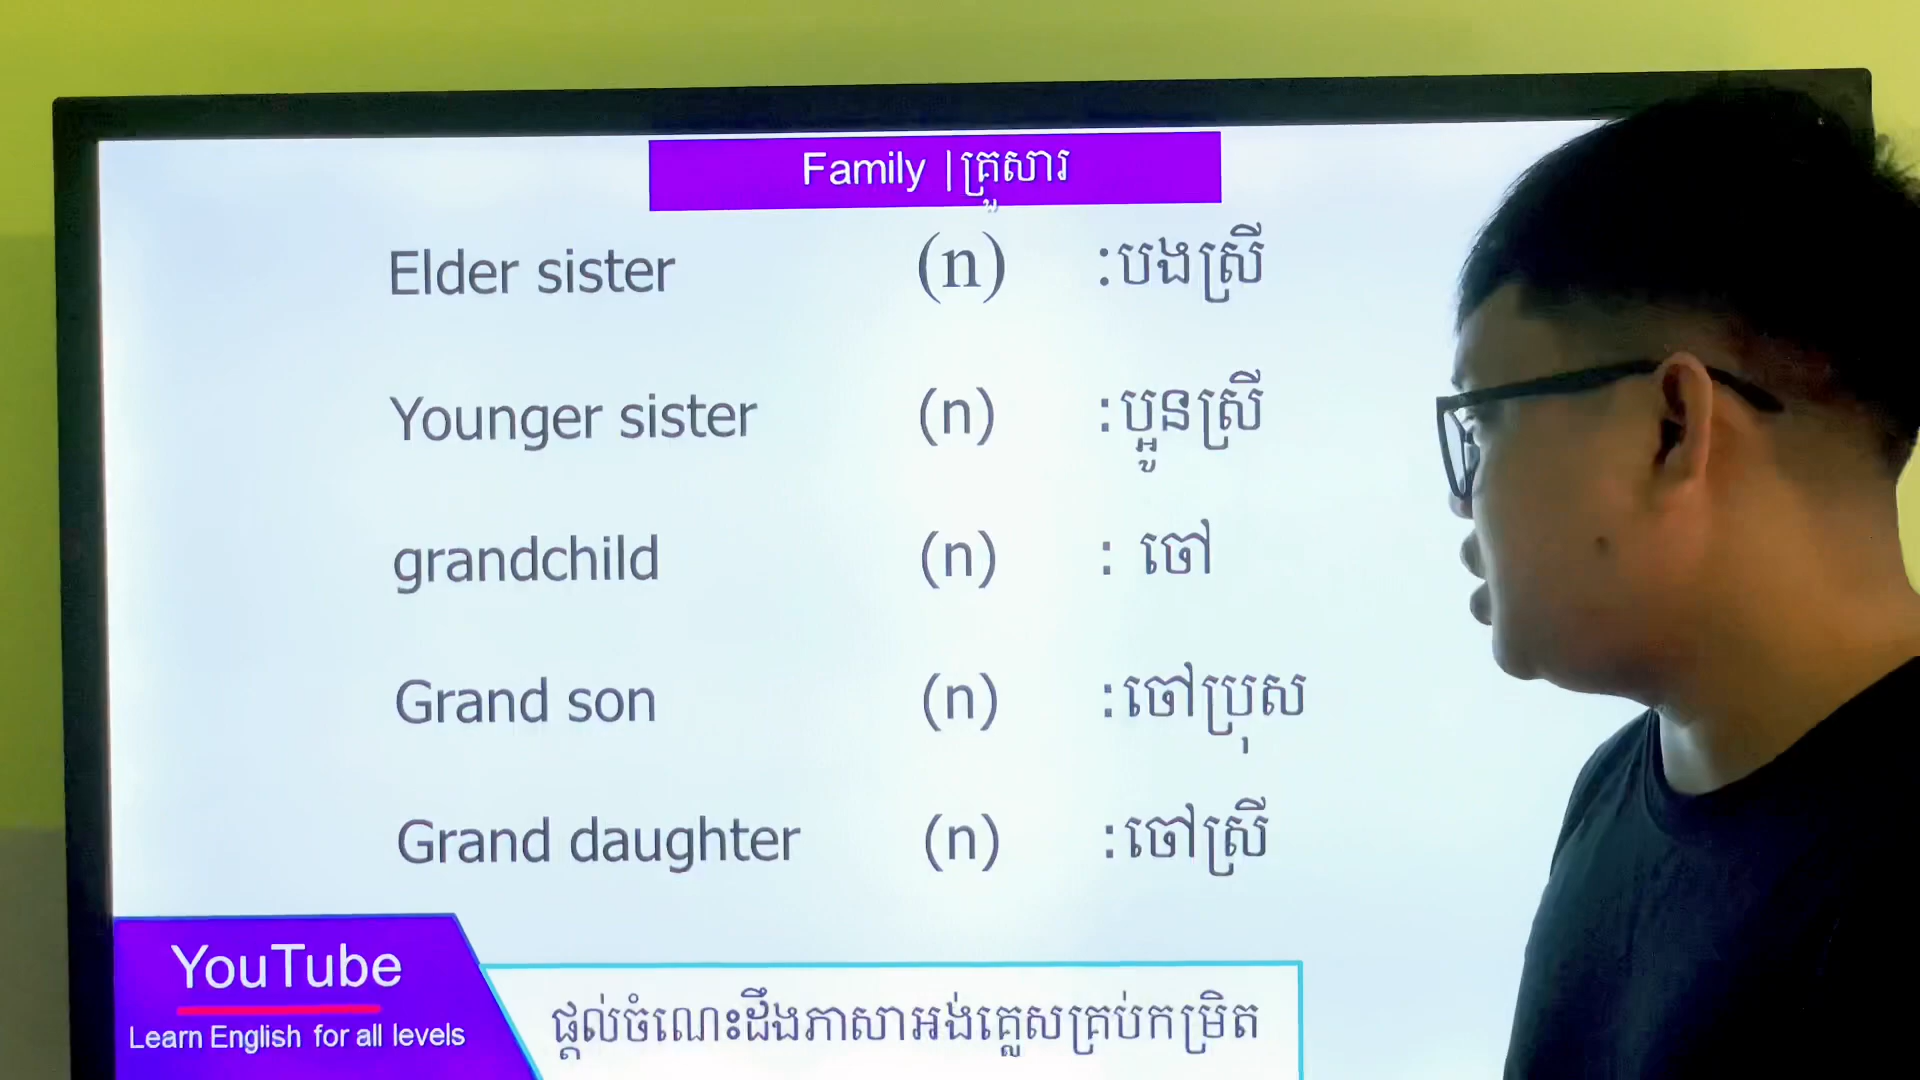 Family |គ្រួសារ
Elder sister (n) :បងស្រី
Younger sister (n) :ប្អូនស្រី
grandchild (n) : ចៅ
Grand son (n) :ចៅប្រុស
Grand daughter (n) :ចៅស្រី
YouTube
Learn English for all levels
ផ្តល់ចំណេះដឹងភាសាអង់គ្លេសគ្រប់កម្រិត